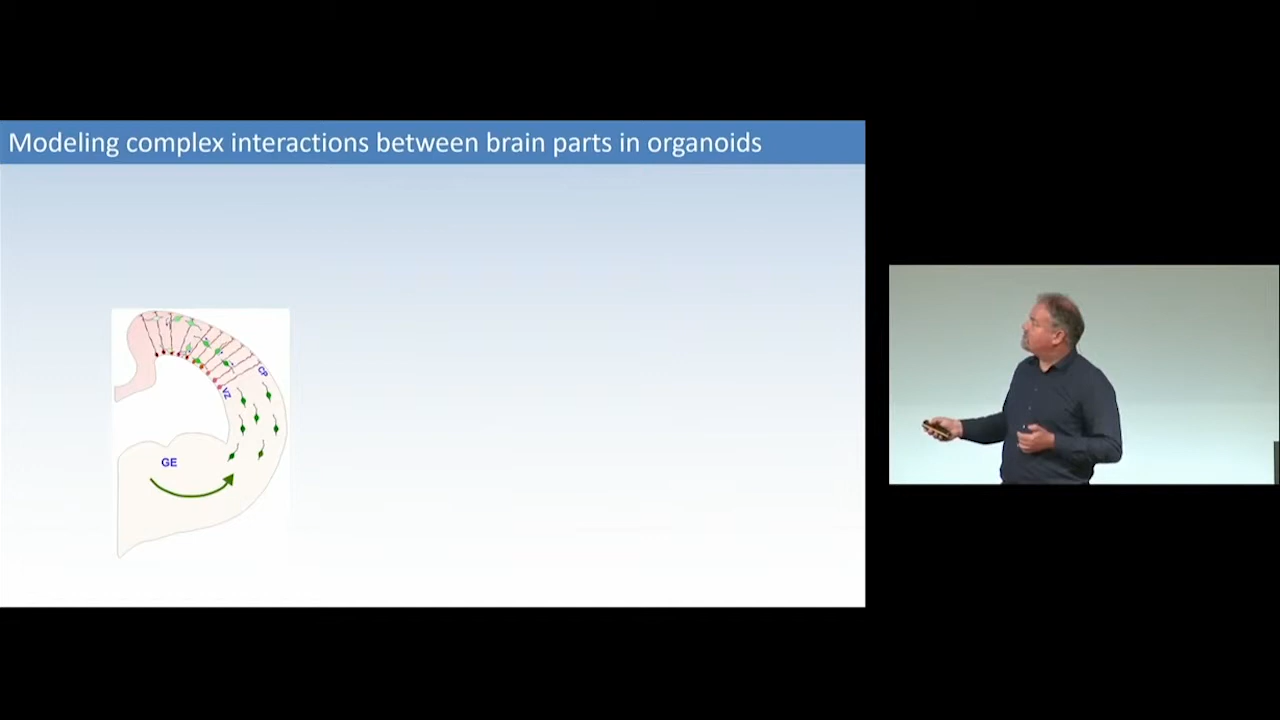 Modeling complex interactions between brain parts in organoids
CP
VZ
GE